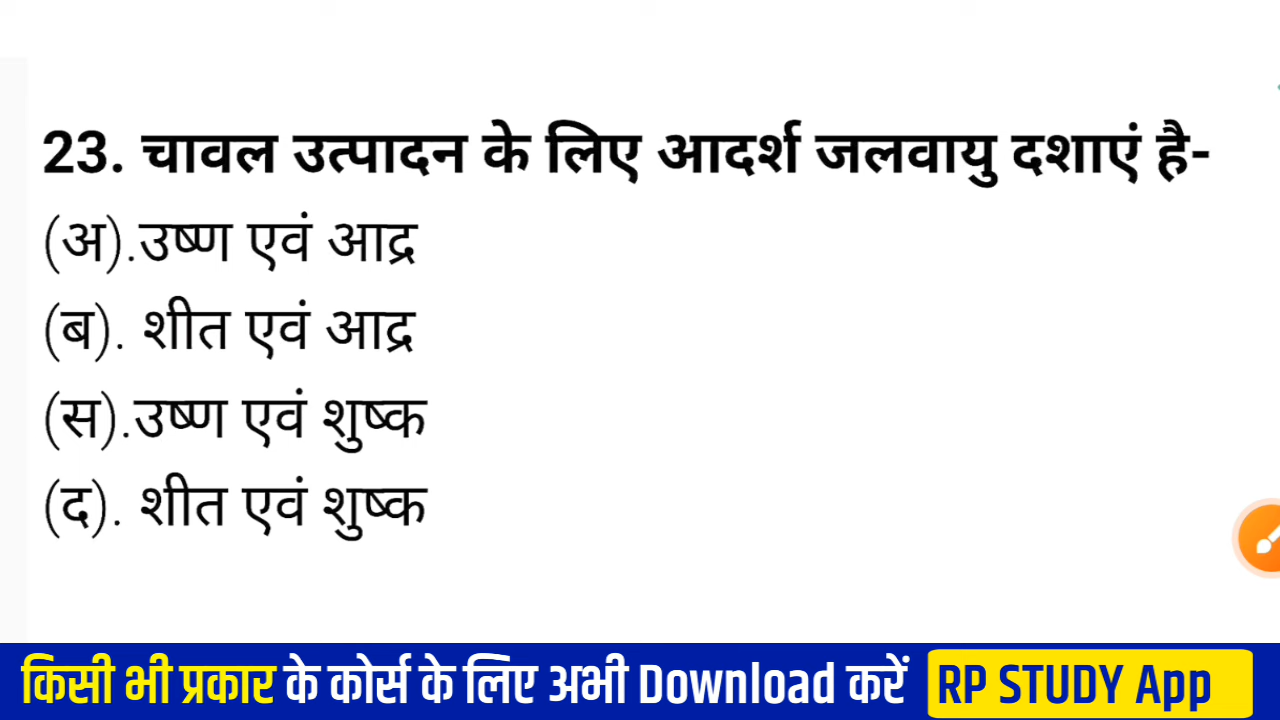 23. चावल उत्पादन के लिए आदर्श जलवायु दशाएं है-
(अ).उष्ण एवं आद्र
(ब). शीत एवं आद्र
(स).उष्ण एवं शुष्क
(द). शीत एवं शुष्क
किसी भी प्रकार के कोर्स के लिए अभी Download करें RP STUDY App